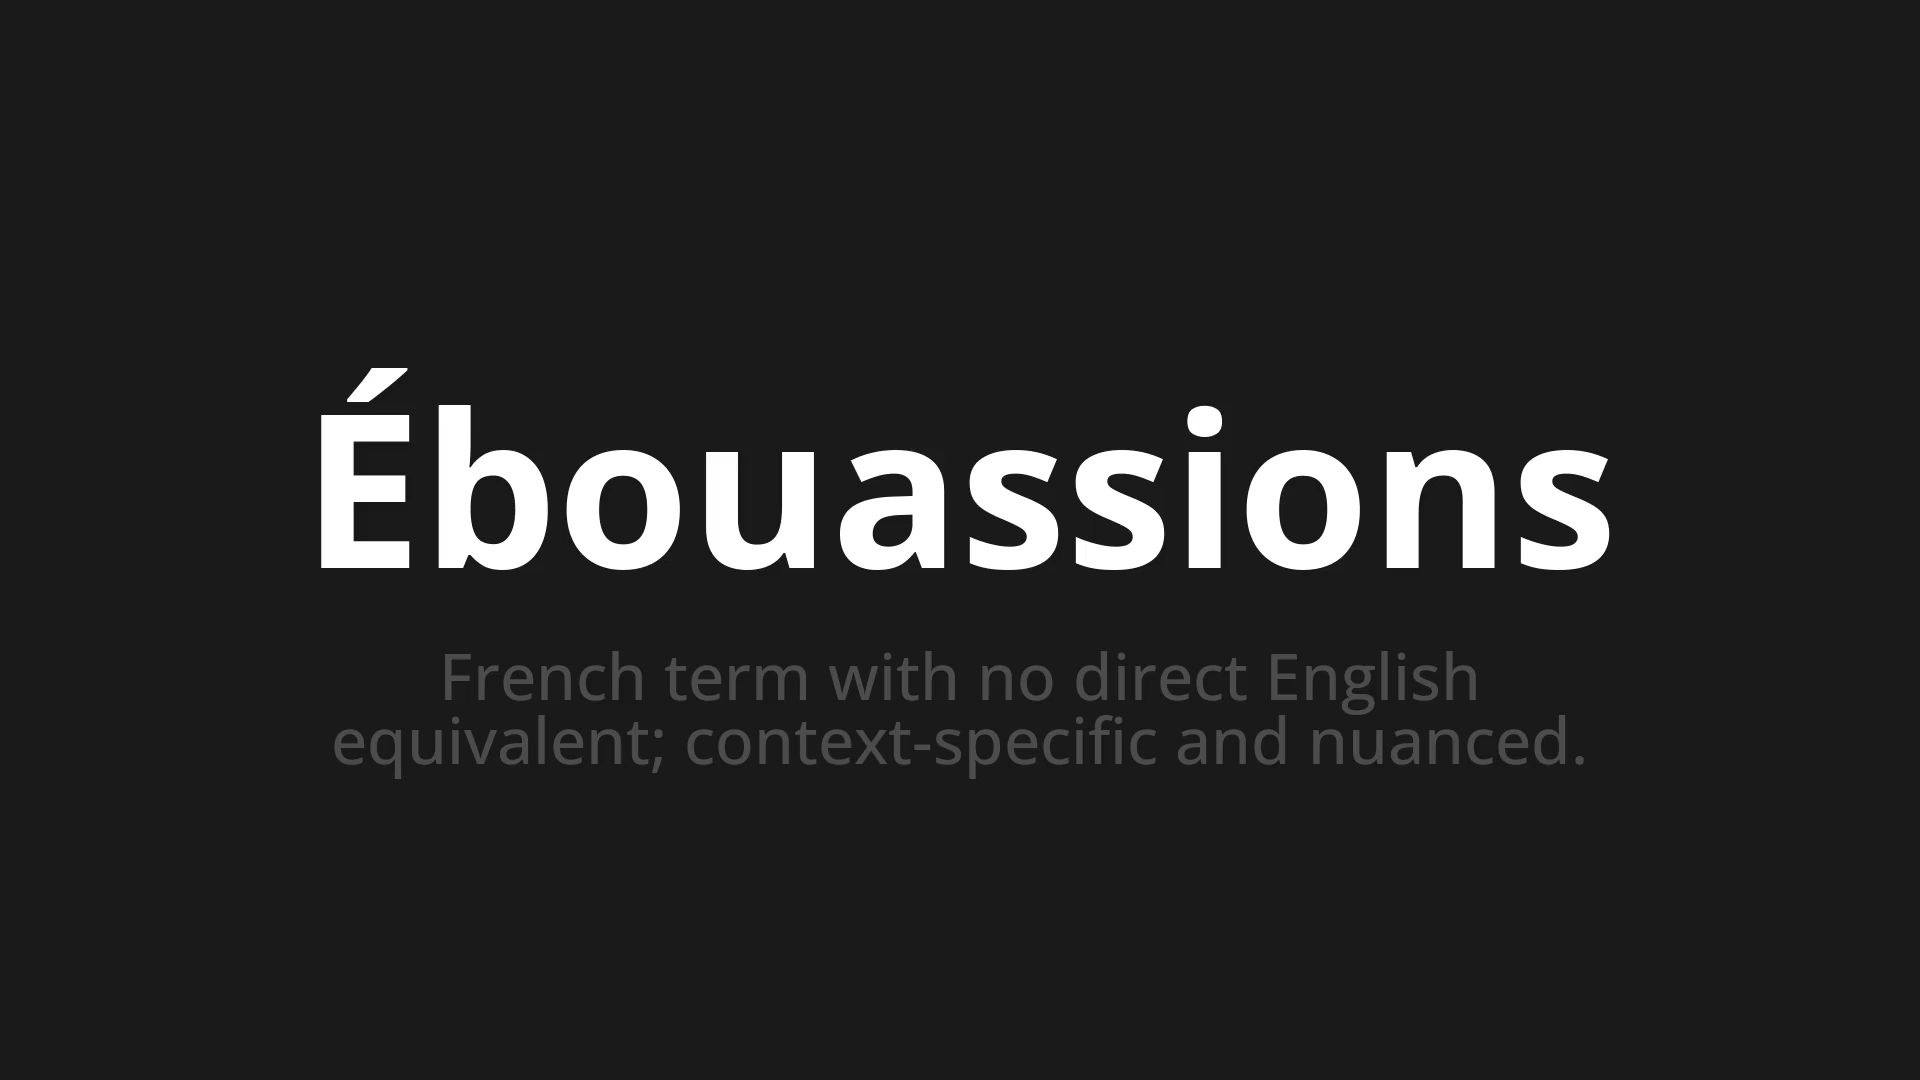 Ébouassions
French term with no direct English
equivalent; context-specific and nuanced.